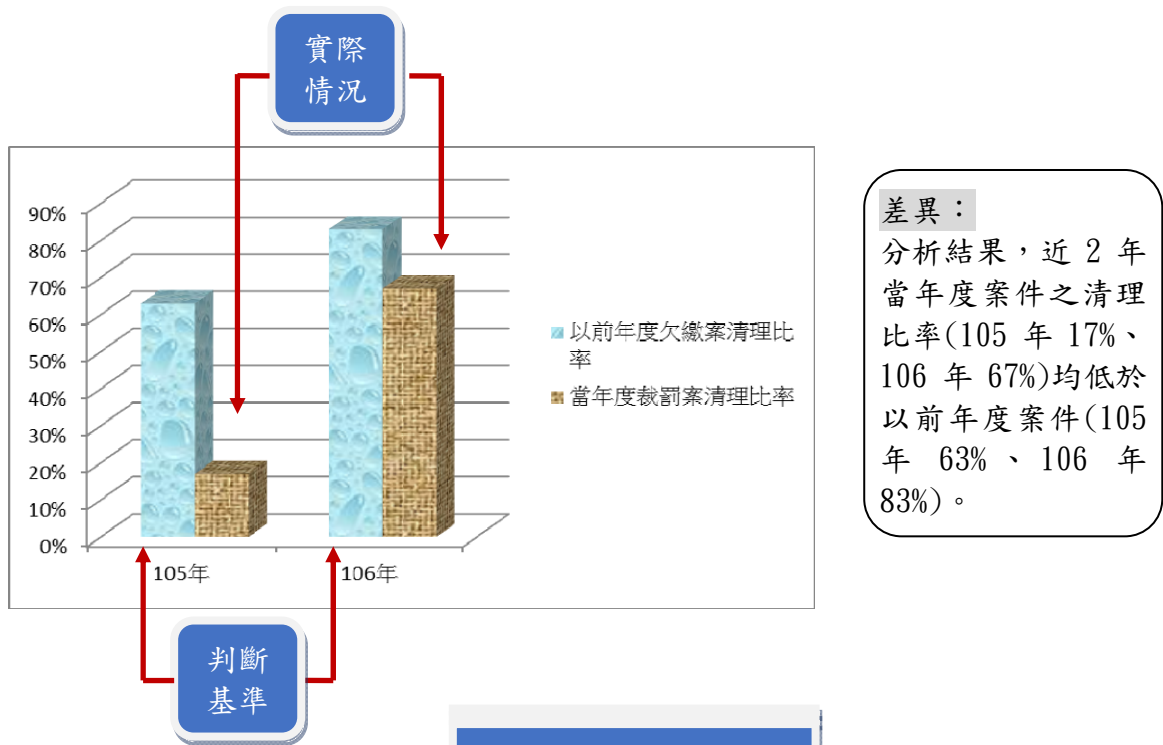 實際
情況
90%
80%
70%
60%
50%
40%
30%
20%
10%
0%
105年
106年
以前年度欠繳案清理比
率
當年度裁罰案清理比率
判斷
基準
差異：
分析結果，近 2 年
當年度案件之清理
比率(105 年 17%、
106 年 67%)均低於
以前年度案件(105
年 63%、106 年
83%)。